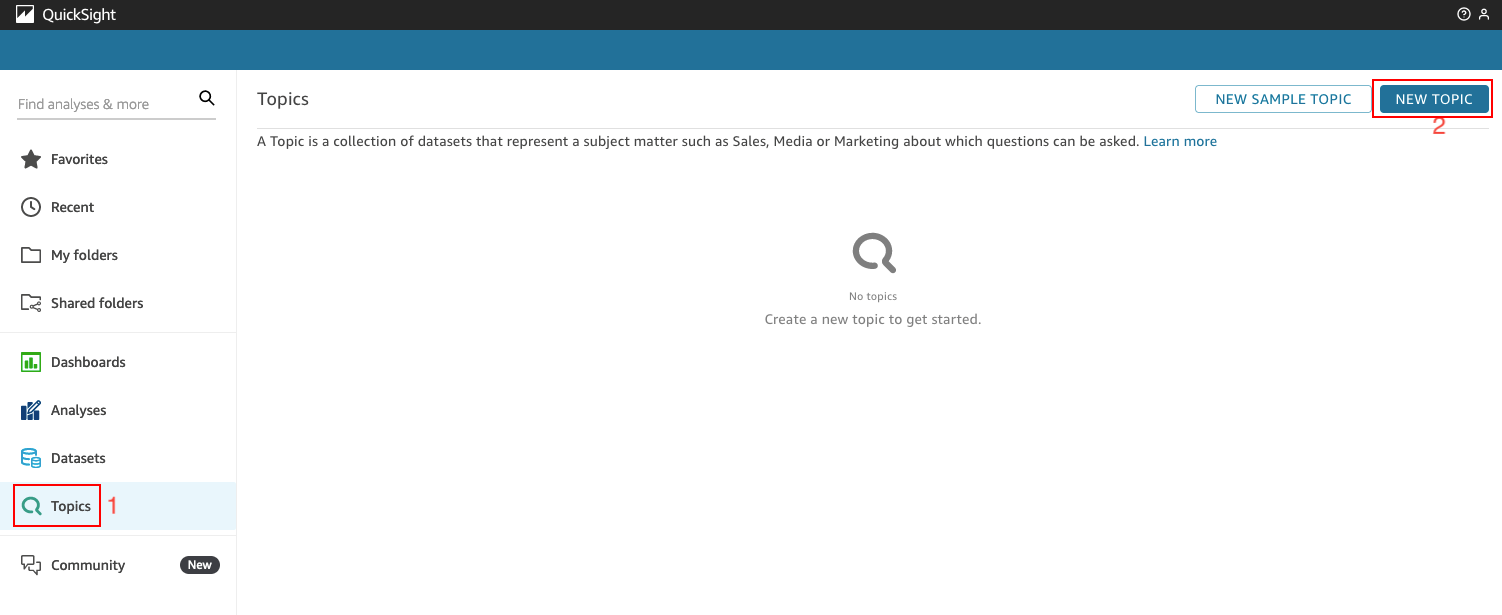 QuickSight
Find analyses & more
Favorites
Recent
My folders
Shared folders
Dashboards
Analyses
Datasets
Topics 1
Community New
Topics
NEW SAMPLE TOPIC NEW TOPIC
2
A Topic is a collection of datasets that represent a subject matter such as Sales, Media or Marketing about which questions can be asked. Learn more
No topics
Create a new topic to get started.